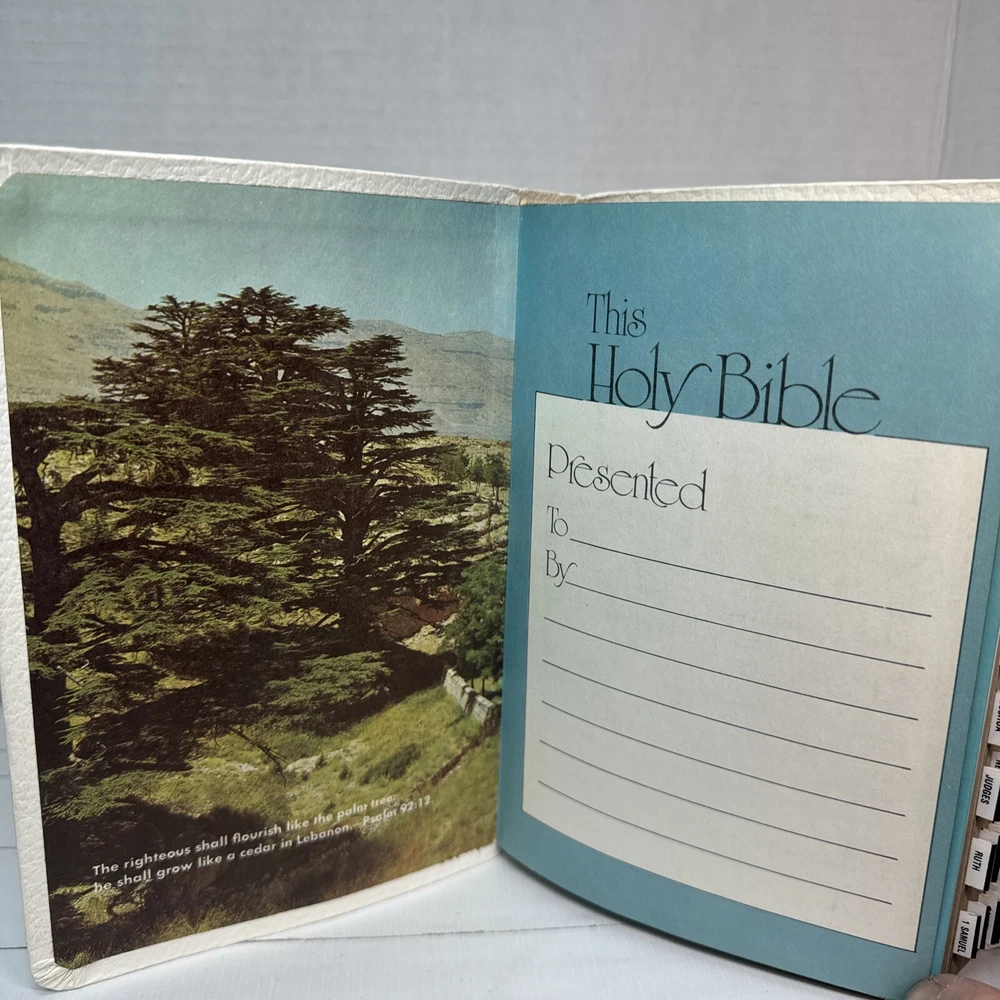 The righteous shall flourish like the palm tree:
he shall grow like a cedar in Lebanon. Psalm 92:12
This
Holy Bible
Presented
To
By
JUDGES
RUTH
1 SAMUEL